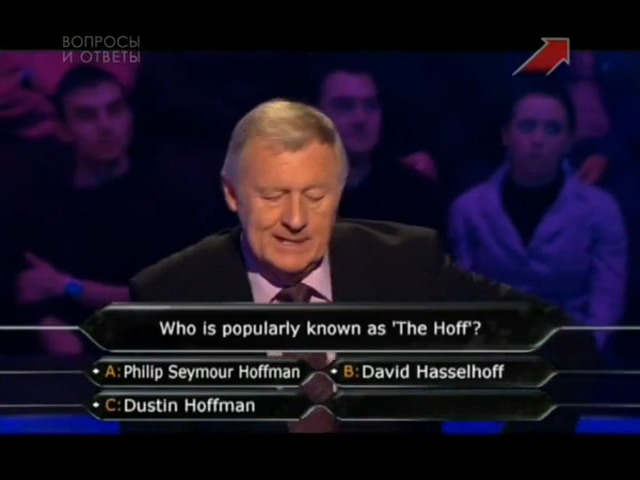 ВОПРОСЫ
И ОТВЕТЫ
Who is popularly known as 'The Hoff'?
A: Philip Seymour Hoffman
B: David Hasselhoff
C: Dustin Hoffman